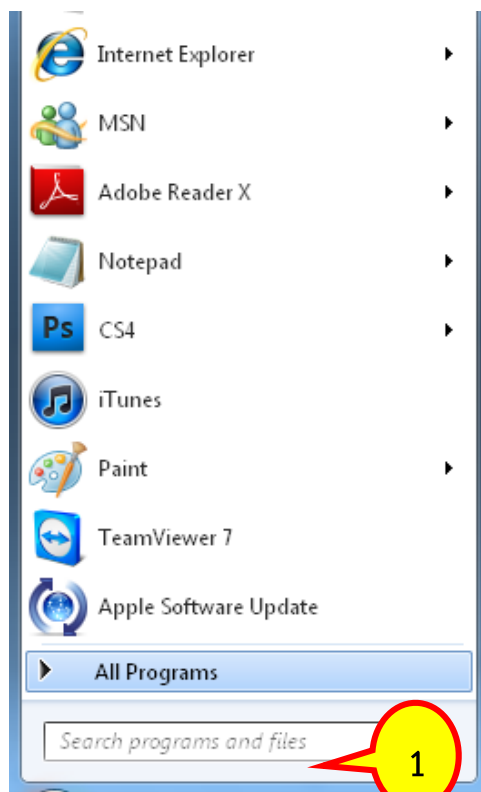 Internet Explorer
MSN
Adobe Reader X
Notepad
Ps CS4
iTunes
Paint
TeamViewer 7
Apple Software Update
All Programs
Search programs and files
1